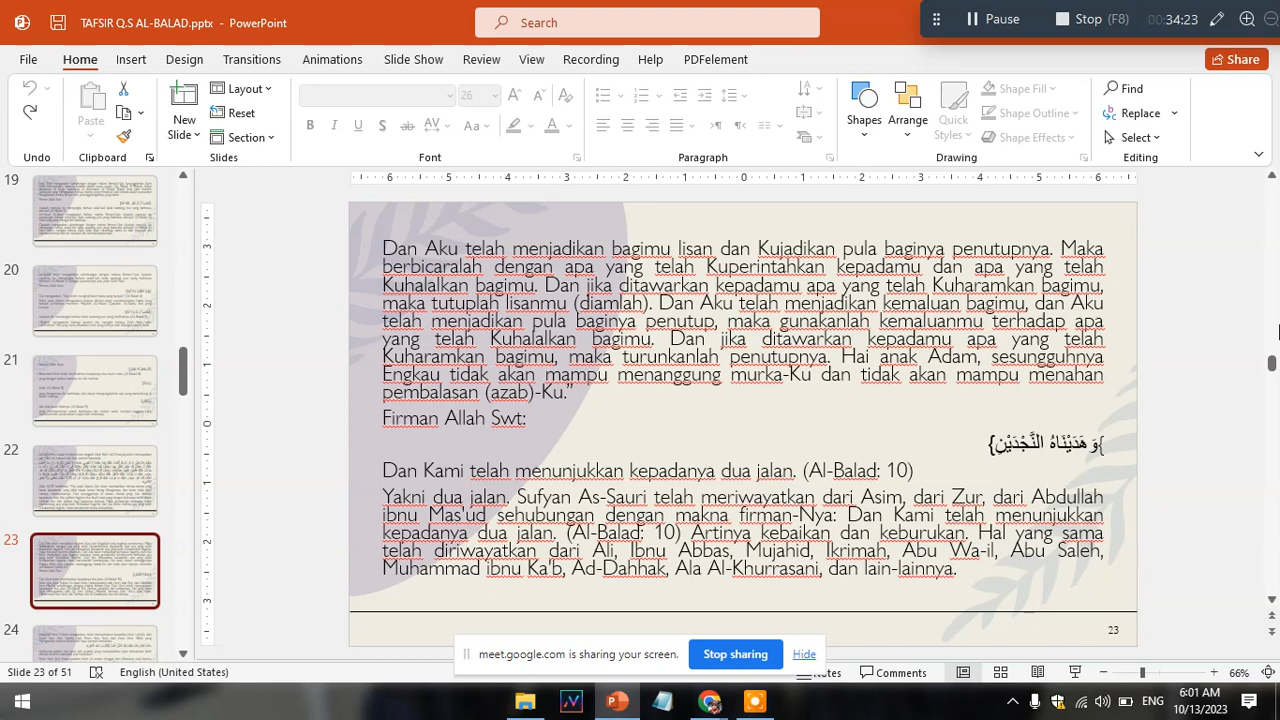 TAFSIR Q.S AL-BALAD.pptx - PowerPoint
Search
Pause
Stop (F8)
00:34:23
File Home Insert Design Transitions Animations Slide Show Review View Recording Help PDFelement
Share
Paste
New
Slide
Layout
Reset
Section
26
Shapes
Arrange
Quick
Styles
Shape Fill
Shape Outline
Shape Effects
Find
Replace
Select
Undo Clipboard Slides Font Paragraph Drawing Editing
19
20
21
22
23
24
Dan Aku telah menjadikan bagimu lisan dan Kujadikan pula baginya penutupnya. Maka
berbicaralah dengan apa yang telah Kuperintahkan kepadamu dan apa yang telah
Kuhalalkan bagimu. Dan jika ditawarkan kepadamu apa yang telah Kuharamkan bagimu,
maka tutuplah lisanmu (diamlah). Dan Aku telah menjadikan kemaluan bagimu, dan Aku
telah menjadikan pula baginya penutup, maka gunakanlah kemaluanmu terhadap apa
yang telah Kuhalalkan bagimu. Dan jika ditawarkan kepadamu apa yang telah
Kuharamkan bagimu, maka turunkanlah penutupnya. Hai anak Adam, sesungguhnya
Engkau tidak akan mampu menanggung murka-Ku dan tidak akan mampu menahan
pembalasan (azab)-Ku."
Firman Allah Swt:
{وَ هَدَيْنَاهُ النَّجْدَيْنِ}
Dan Kami telah menunjukkan kepadanya dua jalan. (Al-Balad: 10)
Yakni dua jalan Sufyan As-Sauri telah meriwayatkan dari Asim, dari Zur, dari Abdullah
ibnu Mas'ud sehubungan dengan makna firman-Nya: Dan Kami telah menunjukkan
kepadanya dua jalan. (Al-Balad: 10) Artinya, kebaikan dan keburukan. Hal yang sama
telah diriwayatkan dari Ali, Ibnu Abbas, Mujahid, Ikrimah, Abu Wa-il, Abu Saleh,
Muhammad ibnu Ka'b, Ad-Dahhak, Ata Al-Khurrasani, dan lain-lainnya.
23
meet.google.com is sharing your screen.
Stop sharing
Hide
Slide 23 of 51
English (United States)
Notes
Comments
66%
ENG
6:01 AM
10/13/2023